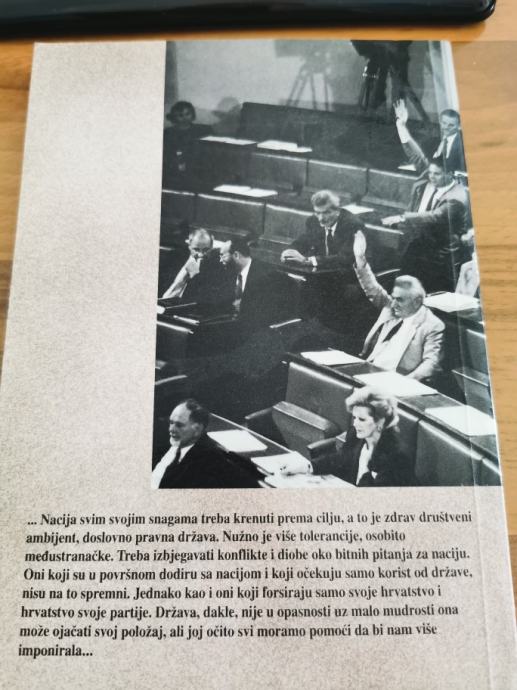 ... Nacija svim svojim snagama treba krenuti prema cilju, a to je zdrav društveni
ambijent, doslovno pravna država. Nužno je više tolerancije, osobito
međustranačke. Treba izbjegavati konflikte i diobe oko bitnih pitanja za naciju.
Oni koji su u površnom dodiru sa nacijom i koji očekuju samo korist od države,
nisu na to spremni. Jednako kao i oni koji forsiraju samo svoje hrvatstvo i
hrvatstvo svoje partije. Država, dakle, nije u opasnosti uz malo mudrosti ona
može ojačati svoj položaj, ali joj očito svi moramo pomoći da bi nam više
imponirala...